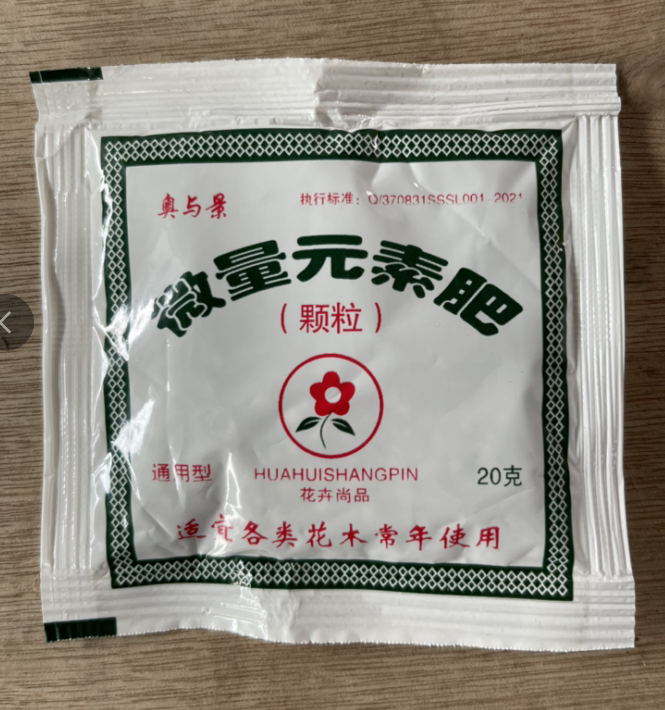 奥与景
执行标准：Q/370831SSSL001-2021
微量元素肥
（颗粒）
通用型
HUAHUISHANGPIN
花卉尚品
20克
适宜各类花木常年使用